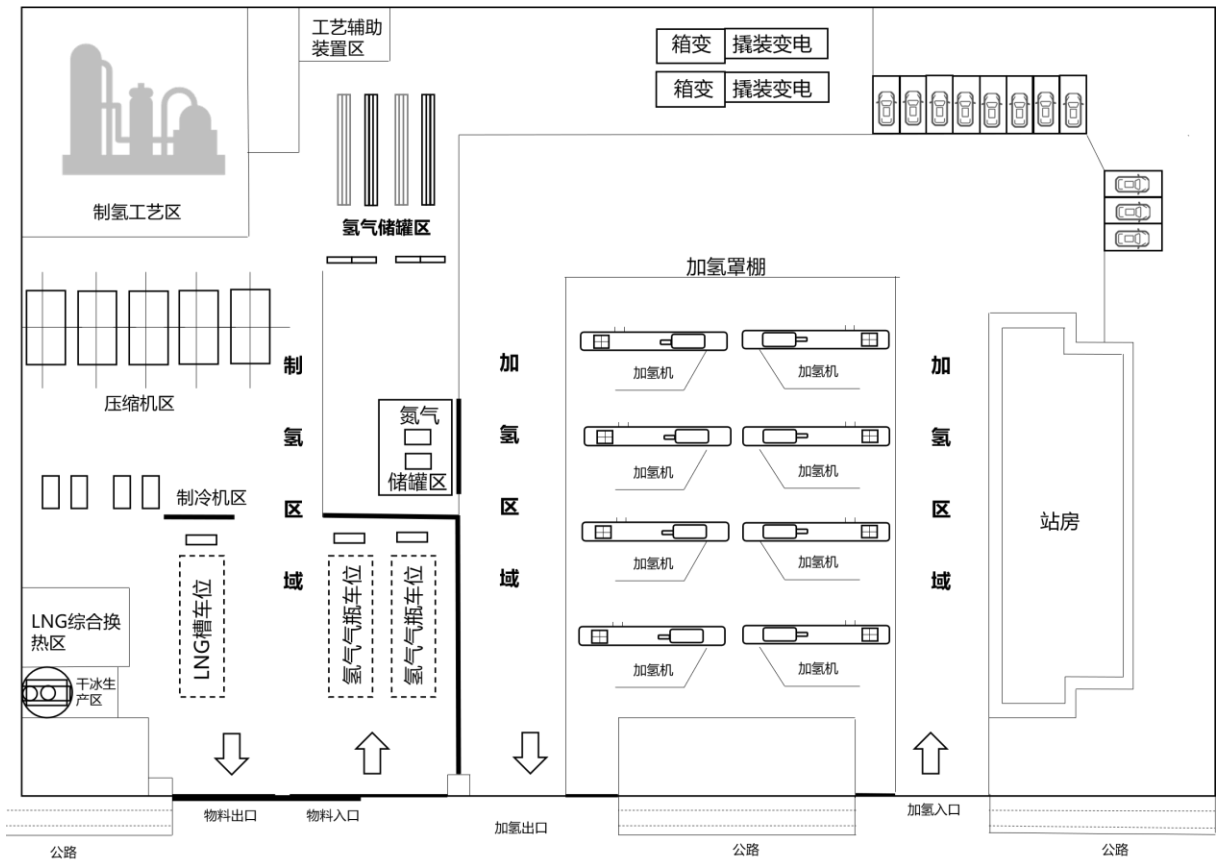 工艺辅助
装置区
箱变
撬装变电
箱变
撬装变电
制氢工艺区
氢气储罐区
加氢罩棚
压缩机区
制氢区域
加氢区域
加氢区域
加氢机
加氢机
加氢机
加氢机
加氢机
加氢机
加氢机
加氢机
氮气
储罐区
制冷机区
站房
LNG综合换
热区
LNG槽车位
氢气气瓶车位
氢气气瓶车位
干冰生
产区
物料出口
物料入口
加氢出口
加氢入口
公路
公路
公路